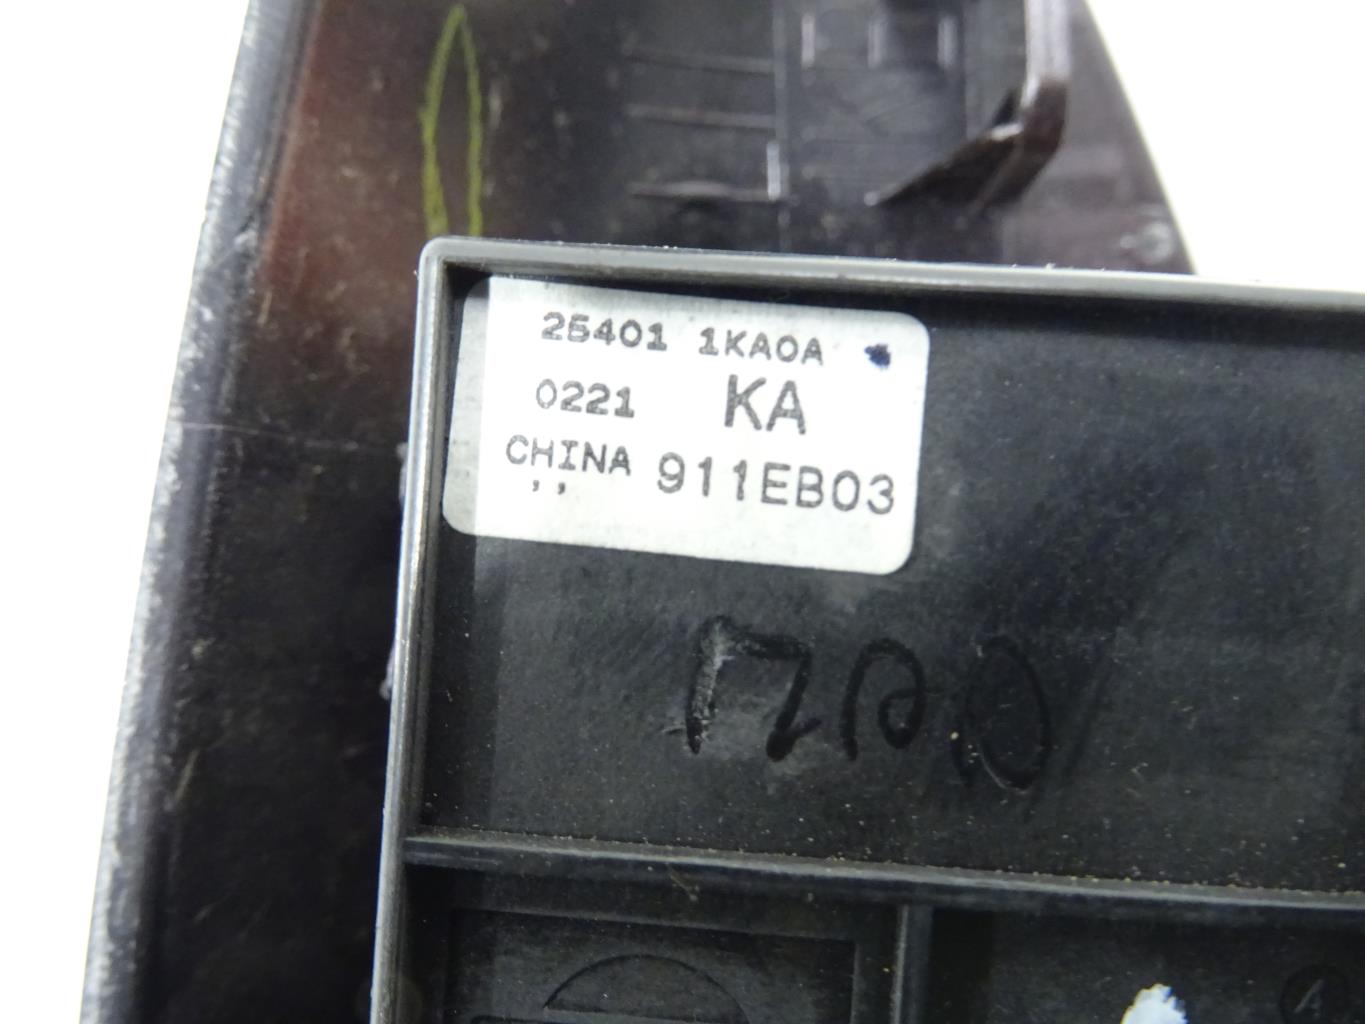 25401 1KA0A
0221 KA
CHINA 911EB03
,,
A